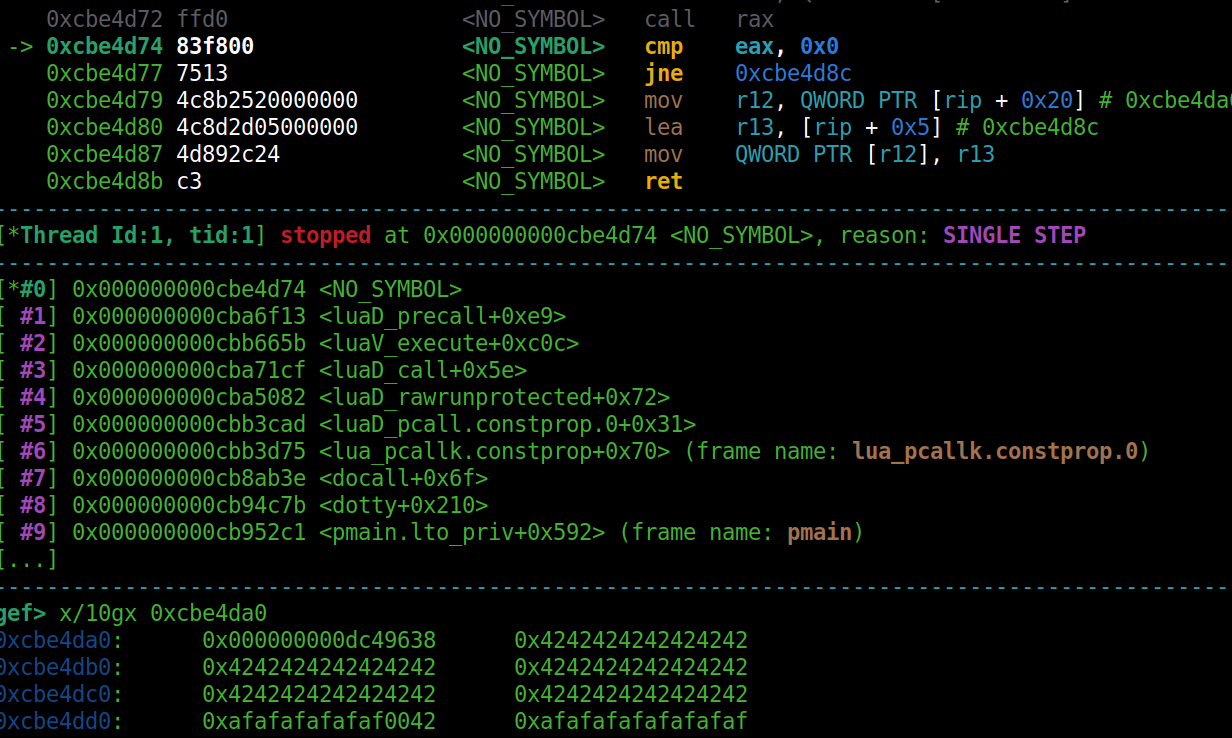 0xcbe4d72 ffd0 <NO_SYMBOL> call rax
-> 0xcbe4d74 83f800 <NO_SYMBOL> cmp eax, 0x0
0xcbe4d77 7513 <NO_SYMBOL> jne 0xcbe4d8c
0xcbe4d79 4c8b2520000000 <NO_SYMBOL> mov r12, QWORD PTR [rip + 0x20] # 0xcbe4da0
0xcbe4d80 4c8d2d05000000 <NO_SYMBOL> lea r13, [rip + 0x5] # 0xcbe4d8c
0xcbe4d87 4d892c24 <NO_SYMBOL> mov QWORD PTR [r12], r13
0xcbe4d8b c3 <NO_SYMBOL> ret
[*Thread Id:1, tid:1] stopped at 0x000000000cbe4d74 <NO_SYMBOL>, reason: SINGLE STEP
[*#0] 0x000000000cbe4d74 <NO_SYMBOL>
[ #1] 0x000000000cba6f13 <luaD_precall+0xe9>
[ #2] 0x000000000cbb665b <luaV_execute+0xc0c>
[ #3] 0x000000000cba71cf <luaD_call+0x5e>
[ #4] 0x000000000cba5082 <luaD_rawrunprotected+0x72>
[ #5] 0x000000000cbb3cad <luaD_pcall.constprop.0+0x31>
[ #6] 0x000000000cbb3d75 <lua_pcallk.constprop+0x70> (frame name: lua_pcallk.constprop.0)
[ #7] 0x000000000cb8ab3e <docall+0x6f>
[ #8] 0x000000000cb94c7b <dotty+0x210>
[ #9] 0x000000000cb952c1 <pmain.lto_priv+0x592> (frame name: pmain)
[...]
gef> x/10gx 0xcbe4da0
0xcbe4da0: 0x000000000dc49638 0x4242424242424242
0xcbe4db0: 0x4242424242424242 0x4242424242424242
0xcbe4dc0: 0x4242424242424242 0x4242424242424242
0xcbe4dd0: 0xafafafafafaf0042 0xafafafafafafafaf